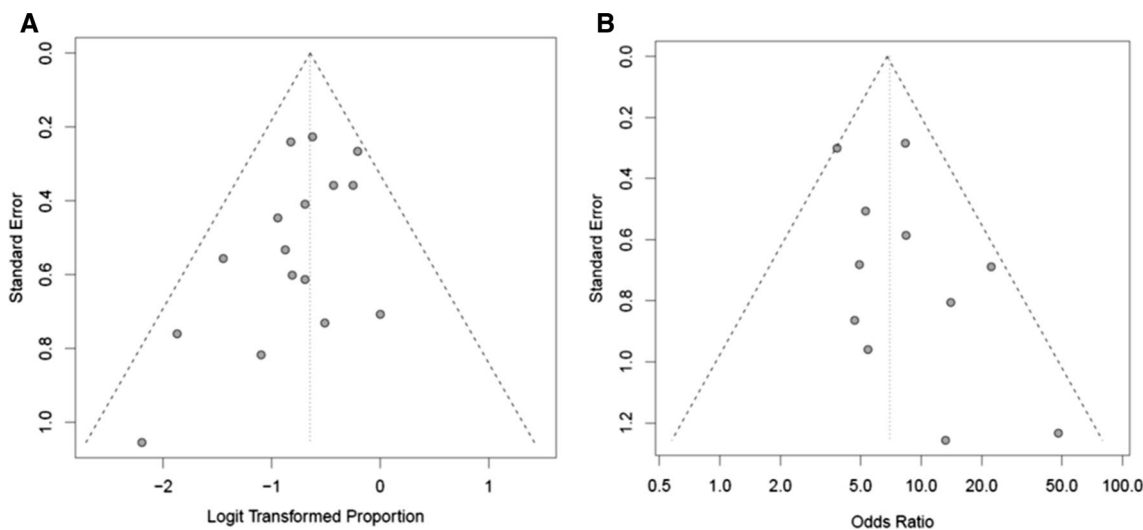 A
0.0
0.2
0.4
0.6
0.8
1.0
Standard Error
−2 −1 0 1
Logit Transformed Proportion
B
0.0
0.2
0.4
0.6
0.8
1.0
1.2
Standard Error
0.5 1.0 2.0 5.0 10.0 20.0 50.0 100.0
Odds Ratio